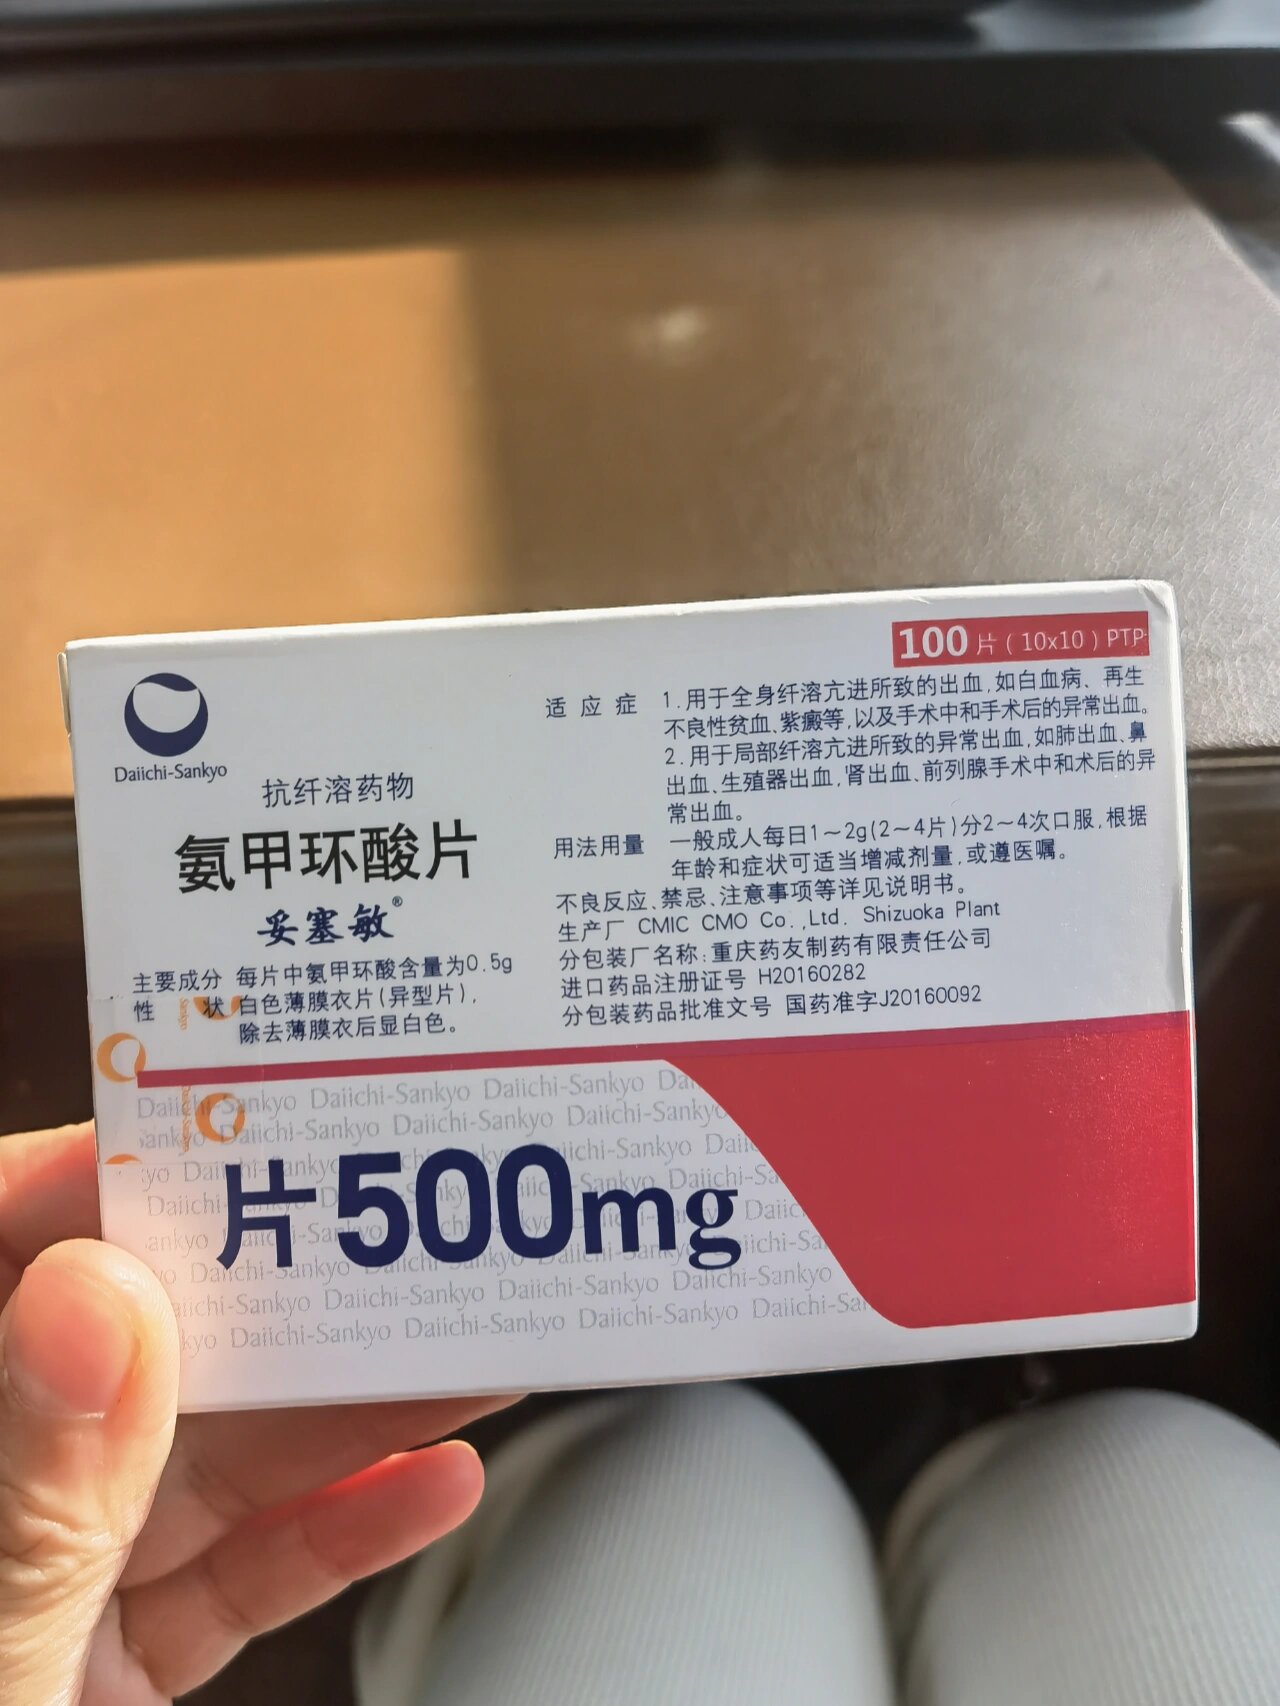 100片（10x10）PTP
Daiichi-Sankyo
抗纤溶药物
氨甲环酸片
妥塞敏®
主要成分 每片中氨甲环酸含量为0.5g
性 状 白色薄膜衣片(异型片),
除去薄膜衣后显白色。
适应症 1.用于全身纤溶亢进所致的出血,如白血病、再生
不良性贫血、紫癜等,以及手术中和手术后的异常出血。
2.用于局部纤溶亢进所致的异常出血,如肺出血、鼻
出血、生殖器出血,肾出血、前列腺手术中和术后的异
常出血。
用法用量 一般成人每日1～2g(2～4片)分2～4次口服,根据
年龄和症状可适当增减剂量,或遵医嘱。
不良反应、禁忌、注意事项等详见说明书。
生产厂 CMIC CMO Co.,Ltd. Shizuoka Plant
分包装厂名称:重庆药友制药有限责任公司
进口药品注册证号 H20160282
分包装药品批准文号 国药准字J20160092
Daiichi-Sankyo Daiichi-Sankyo Daiichi-Sankyo
片500mg
Daiichi-Sankyo Daiichi-Sankyo Daiichi-Sankyo